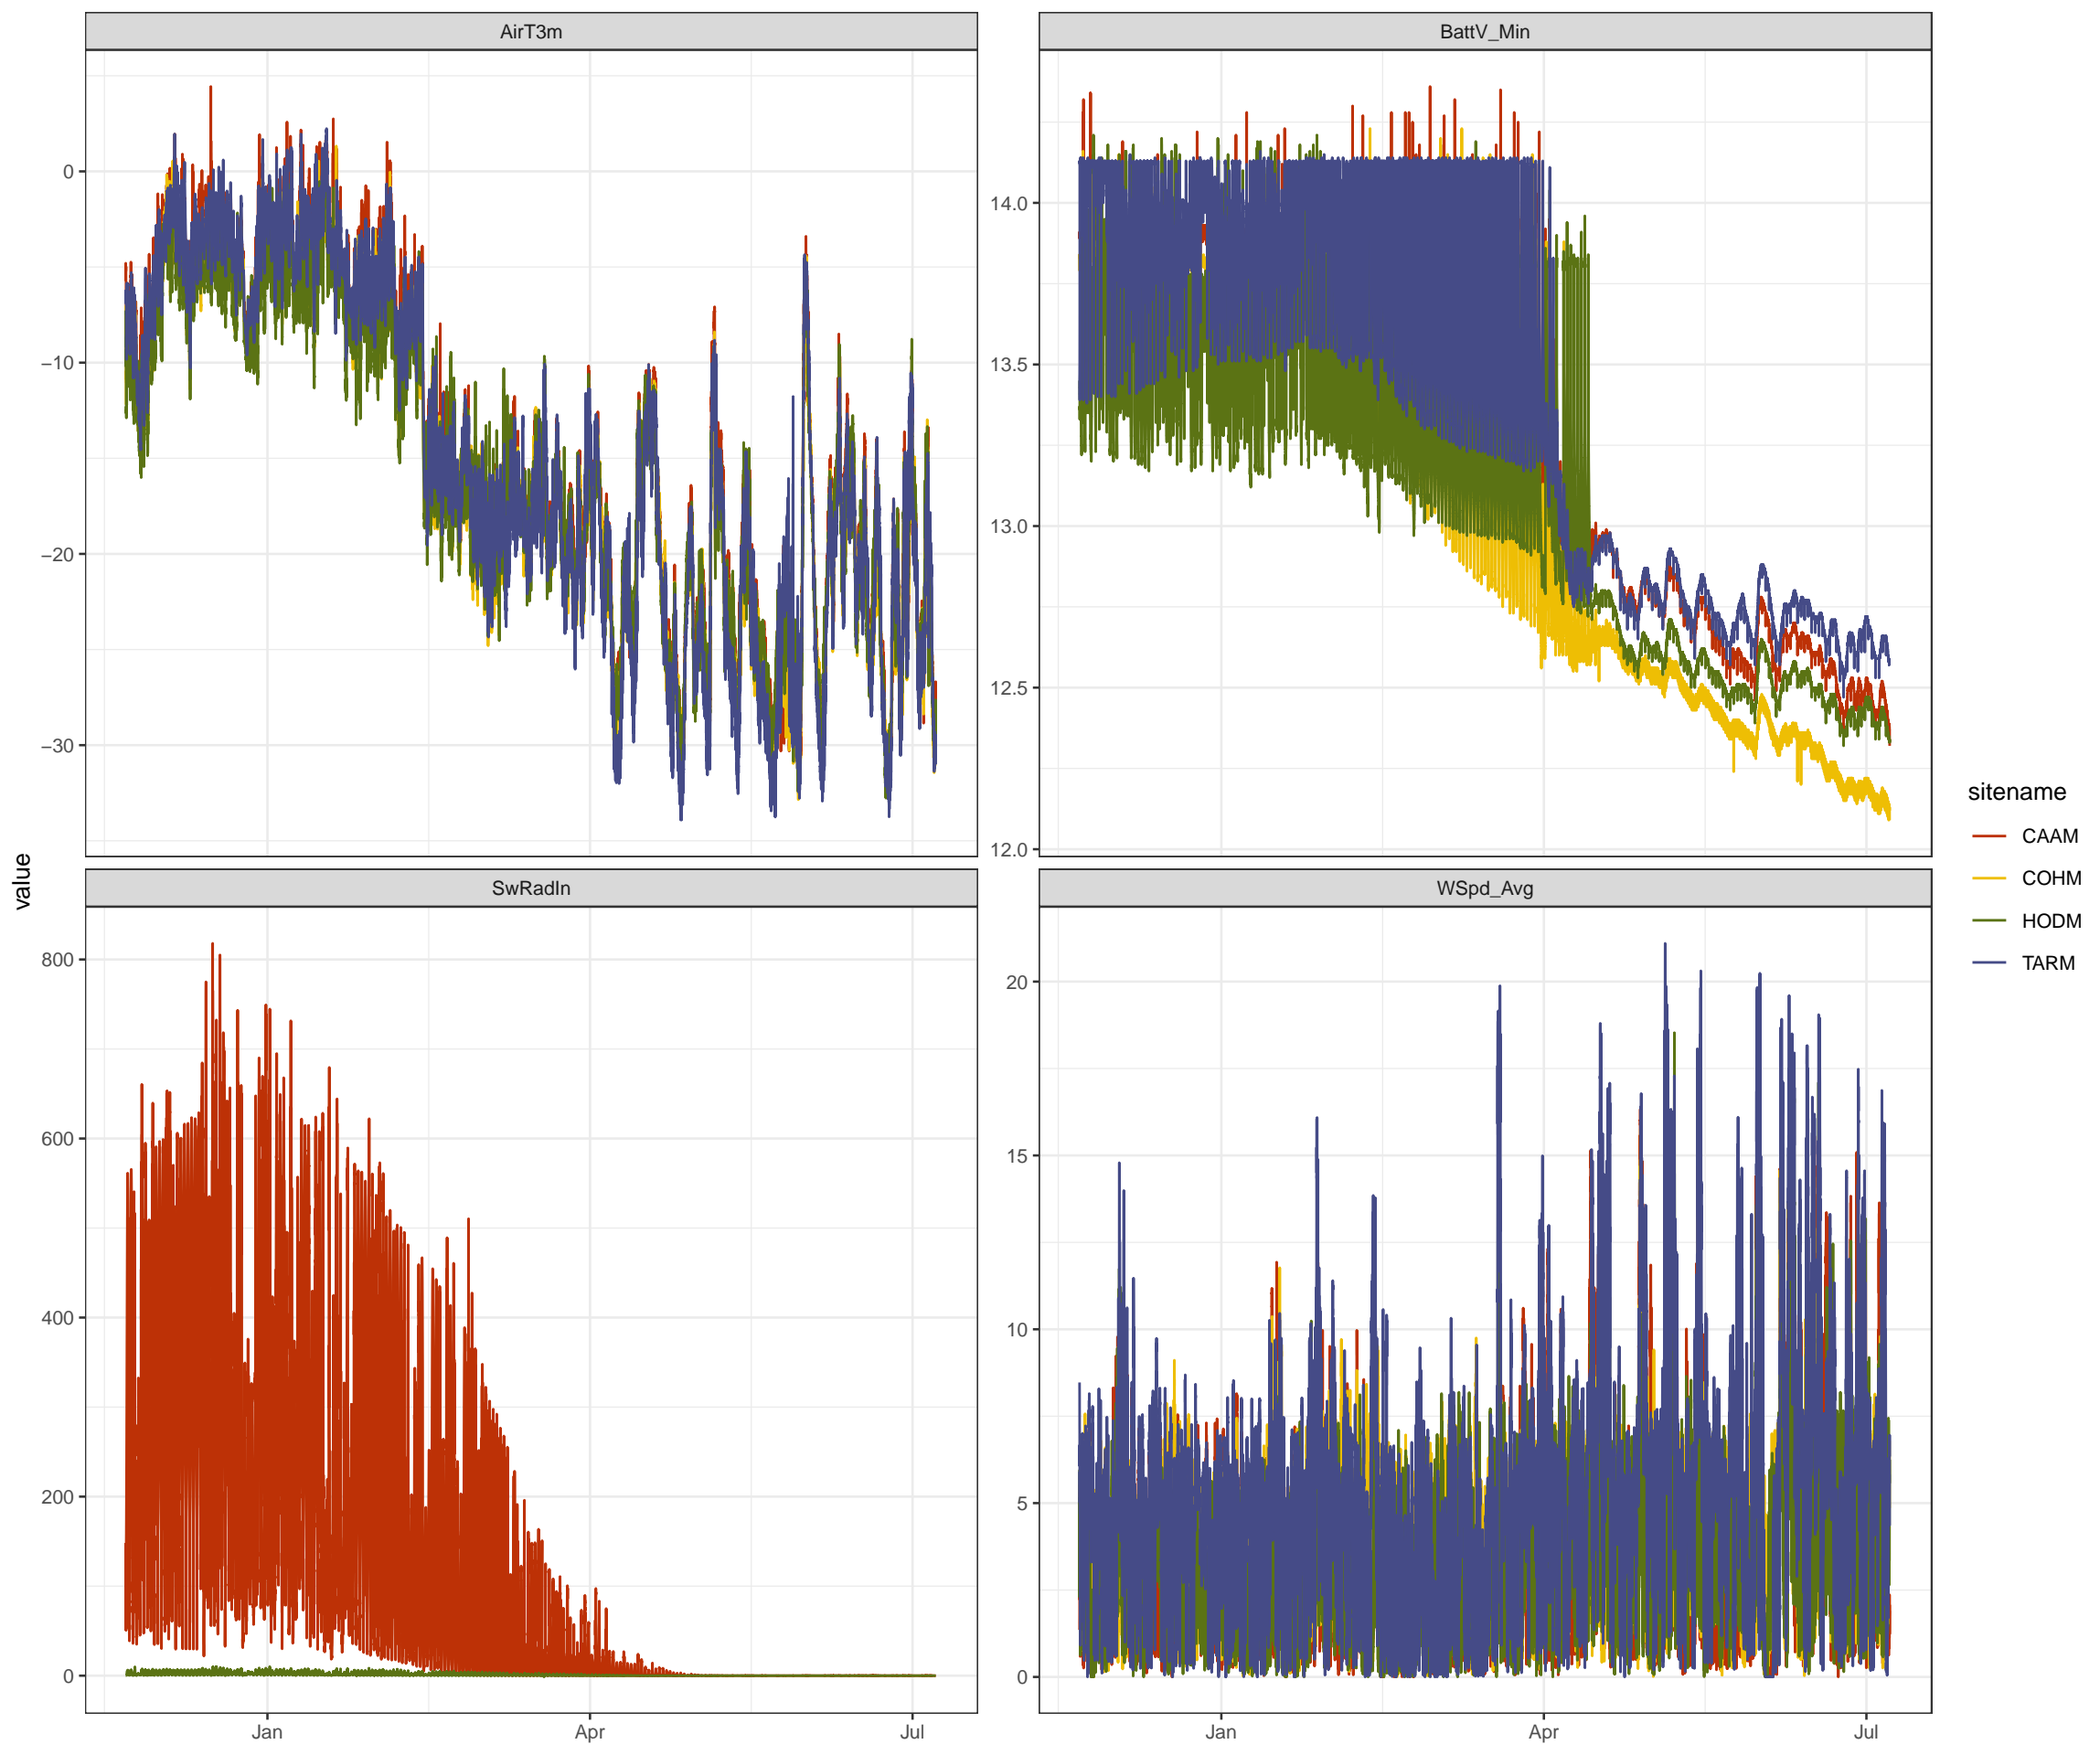 AirT3m
BattV_Min
0
−10
−20
−30
14.0
13.5
13.0
12.5
12.0
value
SwRadIn
WSpd_Avg
800
600
400
200
0
20
15
10
5
0
Jan
Apr
Jul
Jan
Apr
Jul
sitename
CAAM
COHM
HODM
TARM